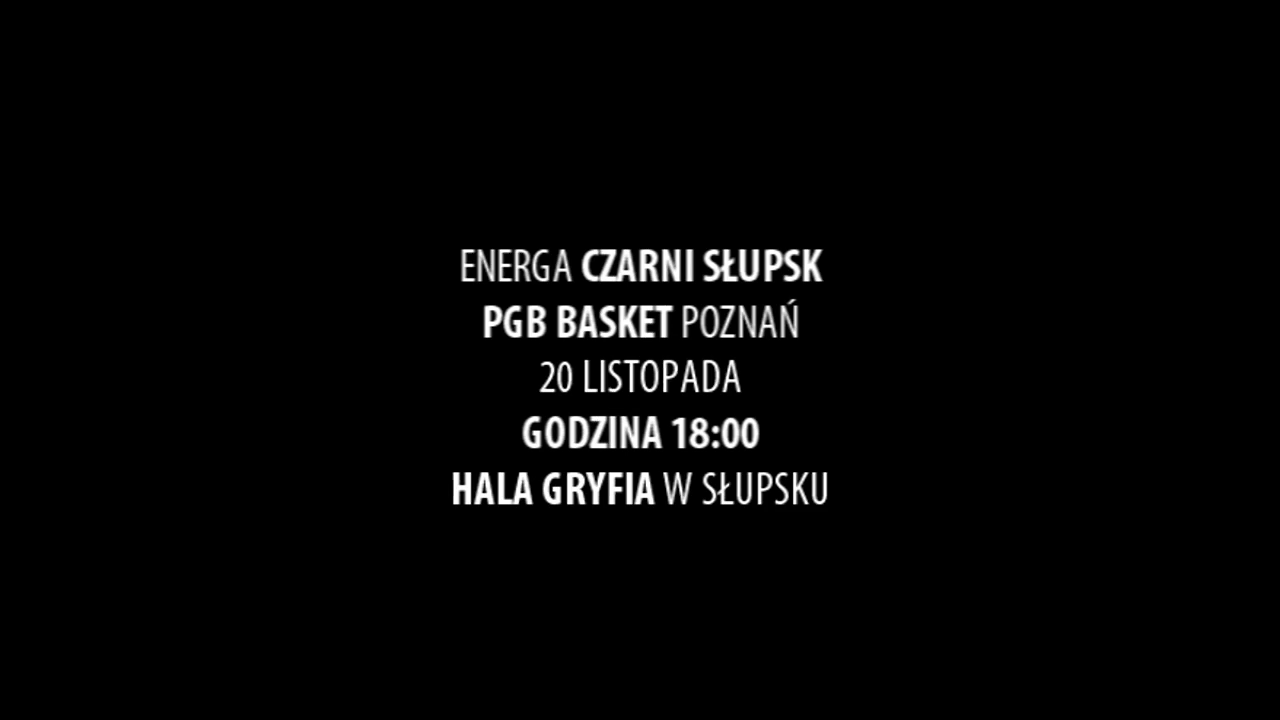 ENERGA CZARNI SŁUPSK
PGB BASKET POZNAŃ
20 LISTOPADA
GODZINA 18:00
HALA GRYFIA W SŁUPSKU